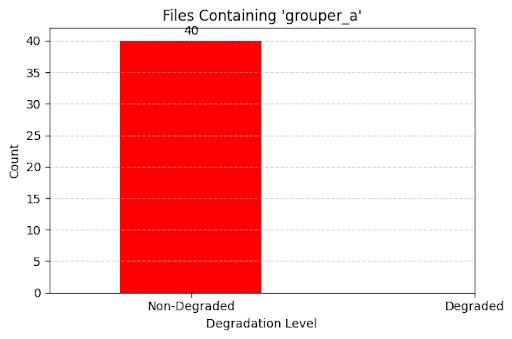 Files Containing 'grouper_a'
40
40
35
30
25
20
15
10
5
0
Count
Non-Degraded
Degraded
Degradation Level